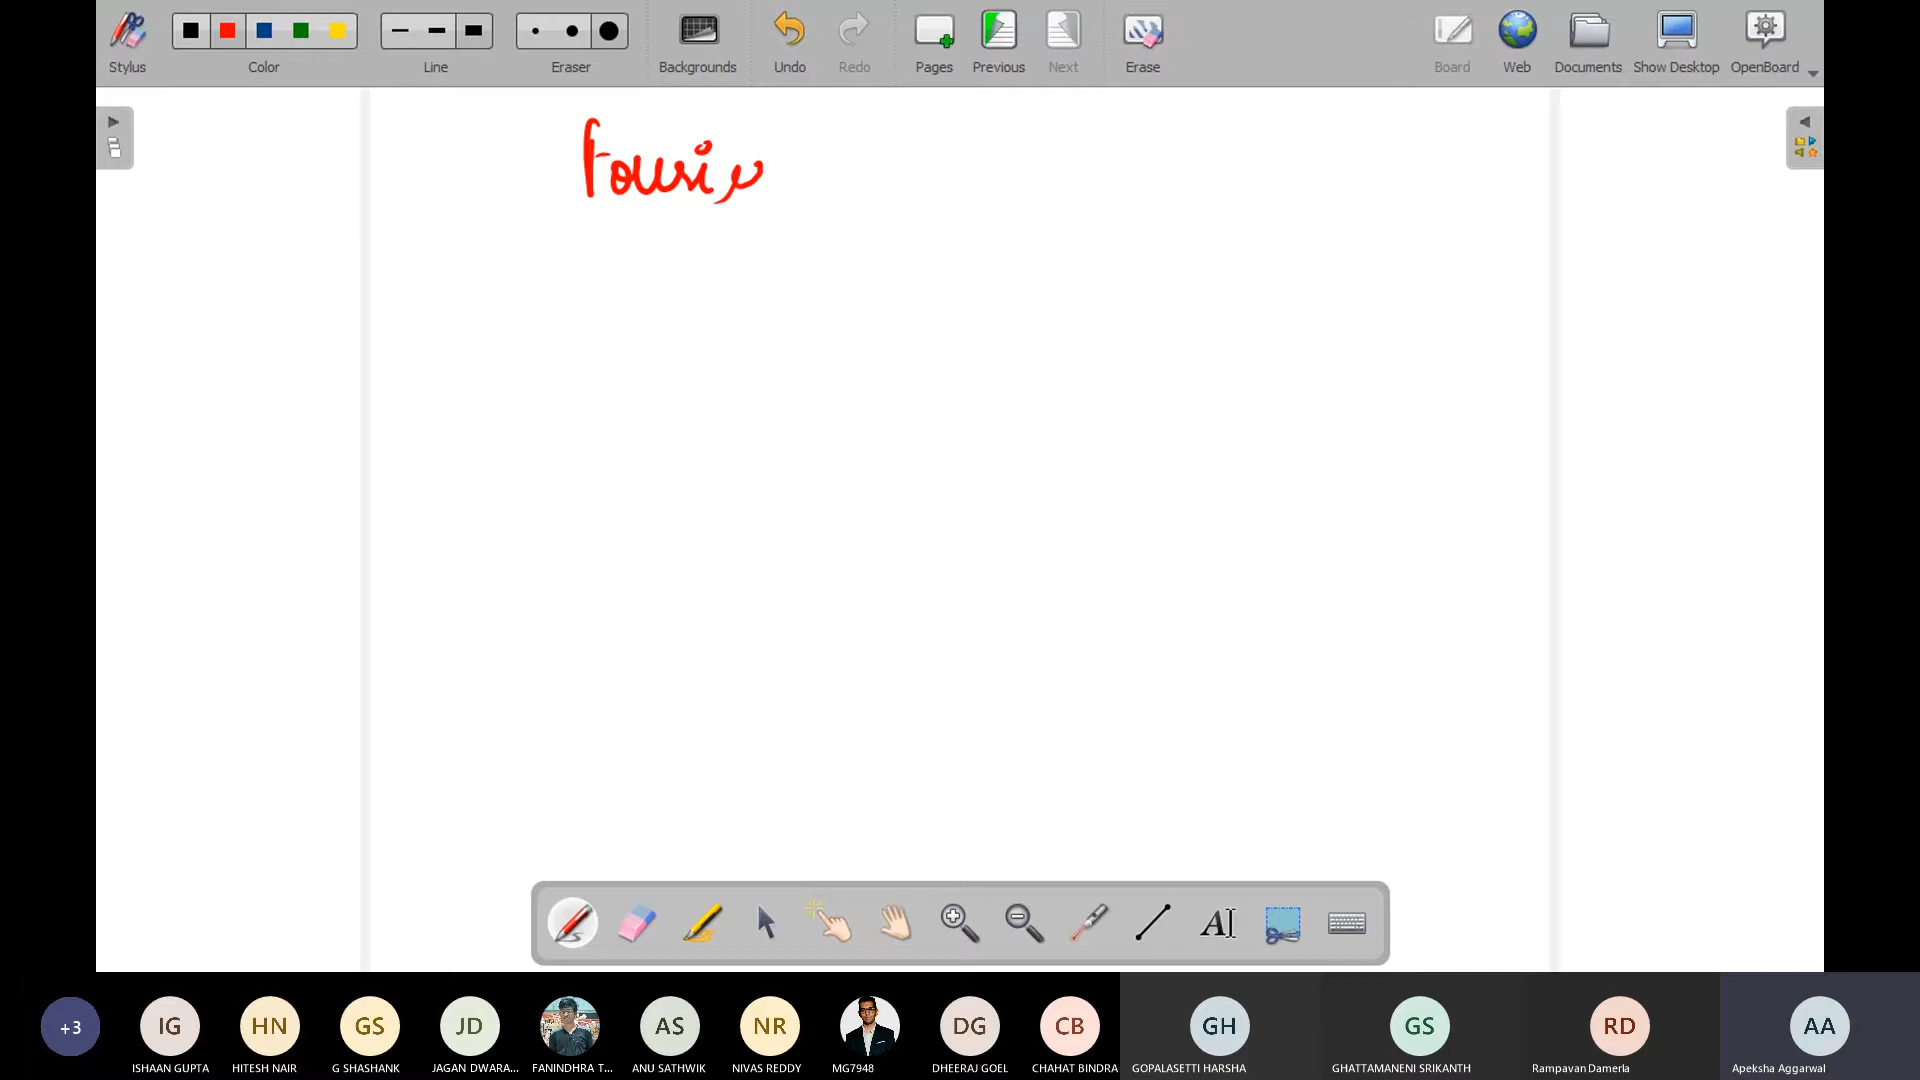 Stylus
Color
Line
Eraser
Backgrounds
Undo
Redo
Pages
Previous
Next
Erase
Board
Web
Documents
Show Desktop
OpenBoard
Fourie
AI
+3
IG
HN
GS
JD
AS
NR
DG
CB
GH
GS
RD
AA
ISHAAN GUPTA
HITESH NAIR
G SHASHANK
JAGAN DWARA...
FANINDHRA T...
ANU SATHWIK
NIVAS REDDY
MG7948
DHEERAJ GOEL
CHAHAT BINDRA
GOPALASETTI HARSHA
GHATTAMANENI SRIKANTH
Rampavan Damerla
Apeksha Aggarwal